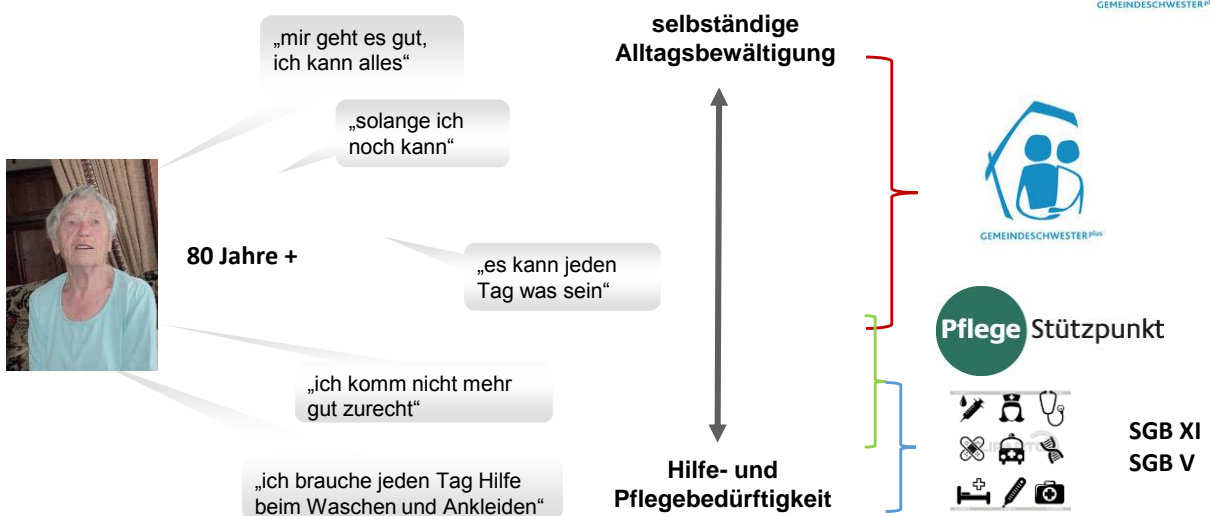 GEMEINDESCHWESTER
selbständige
Alltagsbewältigung
„mir geht es gut,
ich kann alles“
„solange ich
noch kann“
80 Jahre +
GEMEINDESCHWESTERplus
„es kann jeden
Tag was sein“
Pflege Stützpunkt
„ich komm nicht mehr
gut zurecht“
SGB XI
SGB V
Hilfe- und
Pflegebedürftigkeit
„ich brauche jeden Tag Hilfe
beim Waschen und Ankleiden“